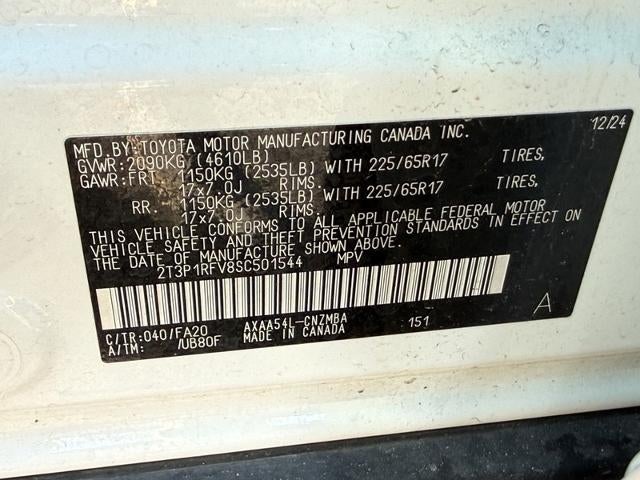 12/24
MFD.BY:TOYOTA MOTOR MANUFACTURING CANADA INC.
GVWR:2090KG (4610LB)
GAWR:FRT 1150KG (2535LB) WITH 225/65R17 TIRES,
17x7.0J RIMS.
RR. 1150KG (2535LB) WITH 225/65R17 TIRES,
17x7.0J RIMS.
THIS VEHICLE CONFORMS TO ALL APPLICABLE FEDERAL MOTOR
VEHICLE SAFETY AND THEFT PREVENTION STANDARDS IN EFFECT ON
THE DATE OF MANUFACTURE SHOWN ABOVE.
2T3P1RFV8SC501544 MPV
C/TR:040/FA20 AXAA54L-CNZMBA 151 A
A/TM: /UB80F MADE IN CANADA